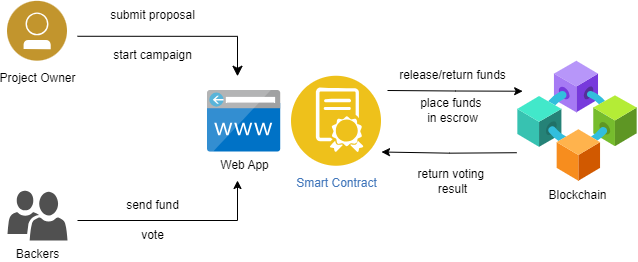 submit proposal
start campaign
Project Owner
WWW
Web App
Smart Contract
release/return funds
place funds
in escrow
return voting
result
Blockchain
send fund
vote
Backers